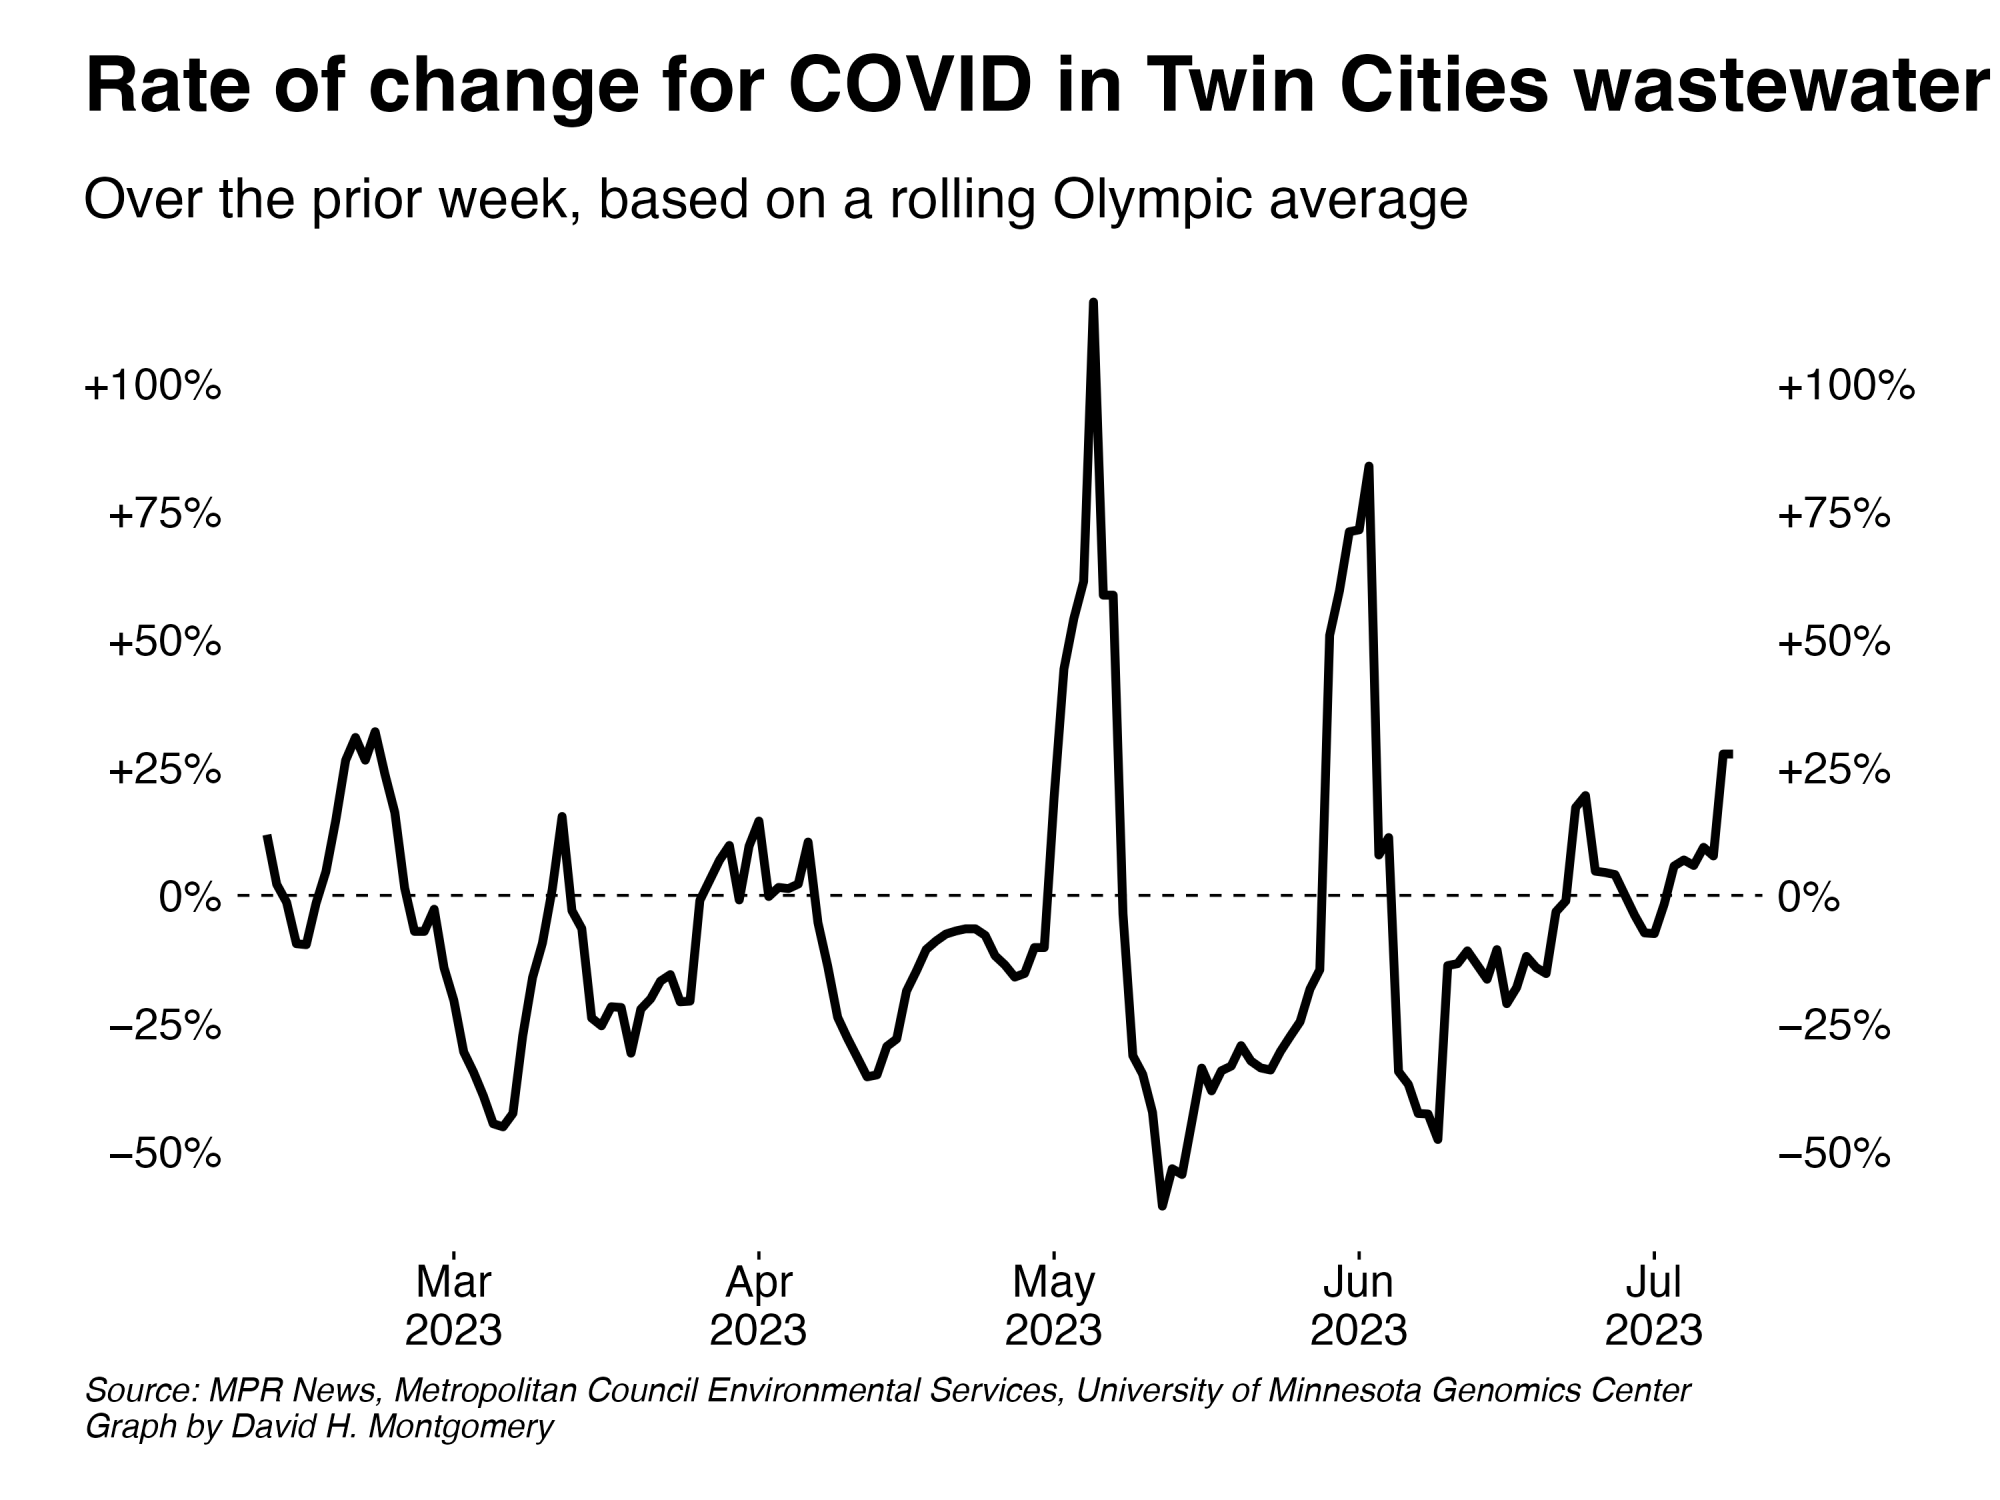 Rate of change for COVID in Twin Cities wastewater
Over the prior week, based on a rolling Olympic average
+100% +100%
+75% +75%
+50% +50%
+25% +25%
0% 0%
−25% −25%
−50% −50%
Mar Apr May Jun Jul
2023 2023 2023 2023 2023
Source: MPR News, Metropolitan Council Environmental Services, University of Minnesota Genomics Center
Graph by David H. Montgomery